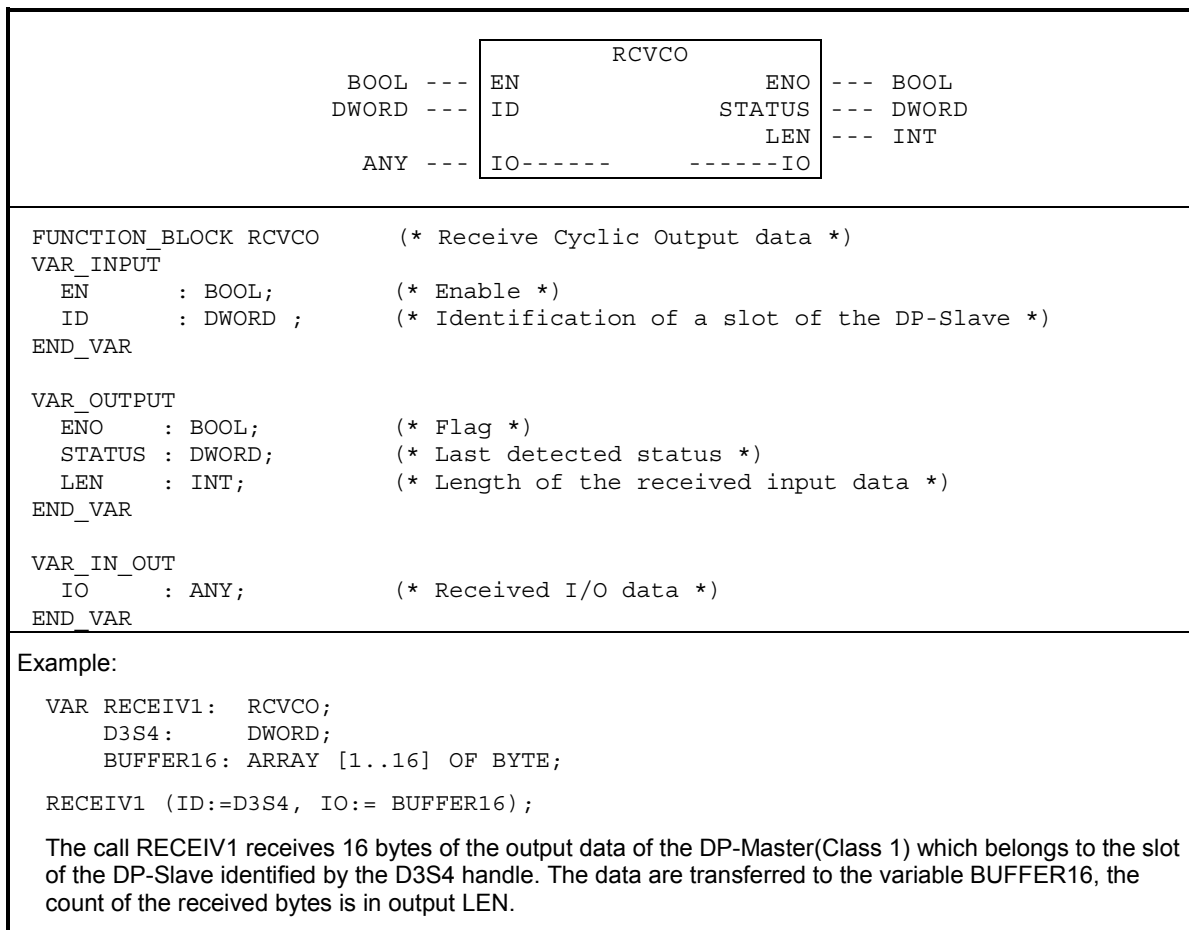 RCVCO
BOOL --- EN ENO --- BOOL
DWORD --- ID STATUS --- DWORD
LEN --- INT
ANY --- IO------ ------IO
FUNCTION_BLOCK RCVCO (* Receive Cyclic Output data *)
VAR_INPUT
EN : BOOL; (* Enable *)
ID : DWORD ; (* Identification of a slot of the DP-Slave *)
END_VAR
VAR_OUTPUT
ENO : BOOL; (* Flag *)
STATUS : DWORD; (* Last detected status *)
LEN : INT; (* Length of the received input data *)
END_VAR
VAR_IN_OUT
IO : ANY; (* Received I/O data *)
END_VAR
Example:
VAR RECEIV1: RCVCO;
D3S4: DWORD;
BUFFER16: ARRAY [1..16] OF BYTE;
RECEIV1 (ID:=D3S4, IO:= BUFFER16);
The call RECEIV1 receives 16 bytes of the output data of the DP-Master(Class 1) which belongs to the slot
of the DP-Slave identified by the D3S4 handle. The data are transferred to the variable BUFFER16, the
count of the received bytes is in output LEN.